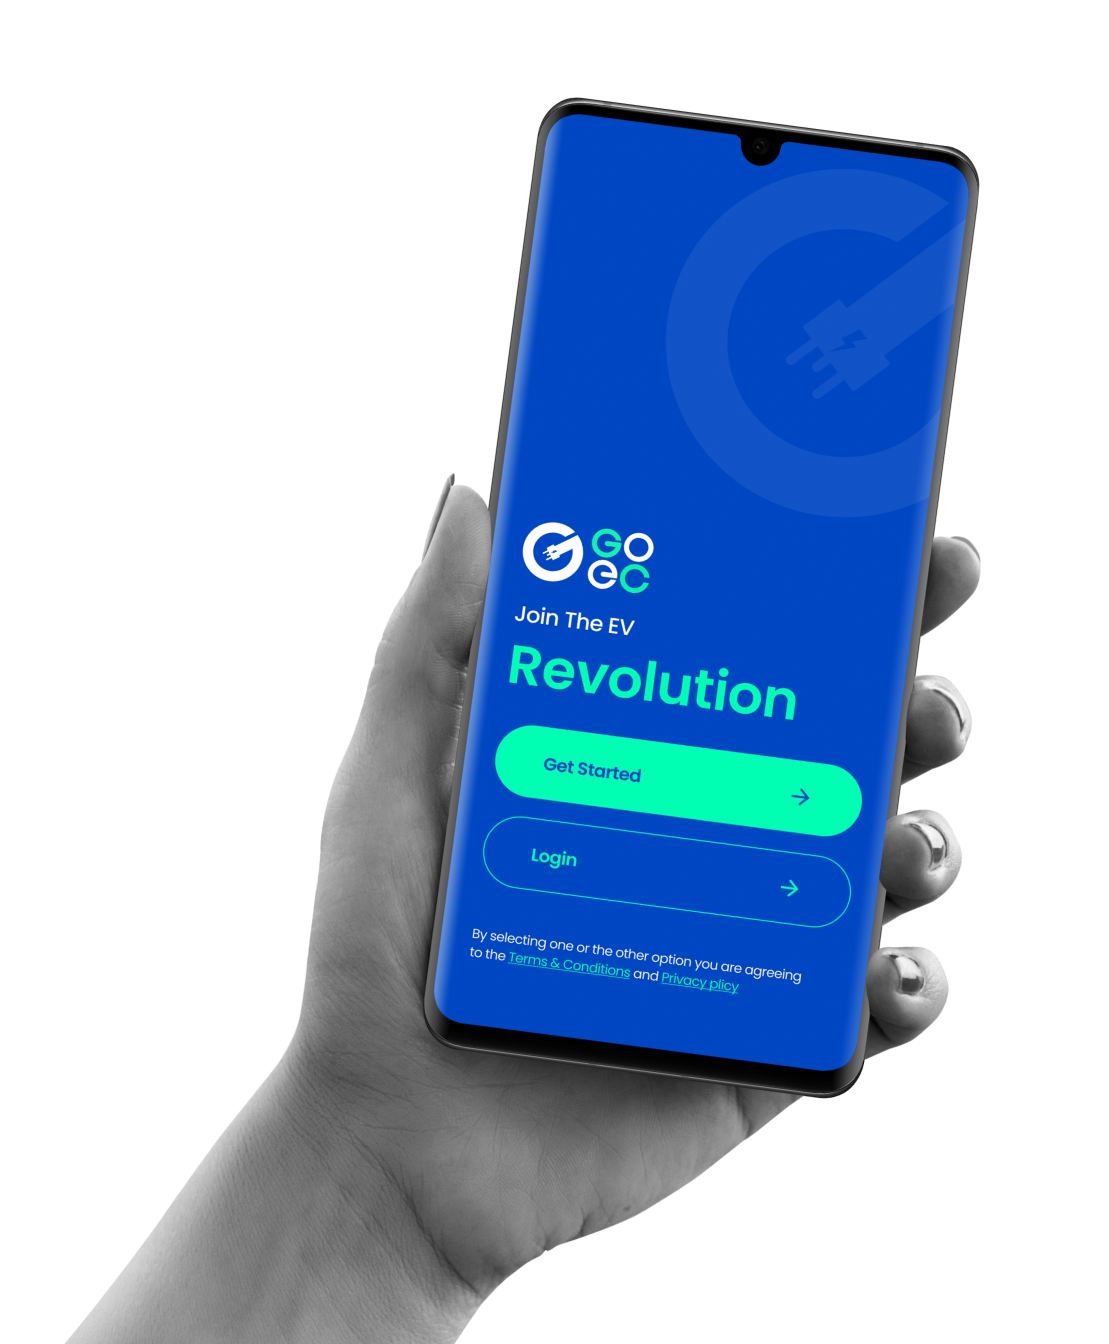 GO
eC
Join The EV
Revolution
Get Started
Login
By selecting one or the other option you are agreeing
to the Terms & Conditions and Privacy plicy